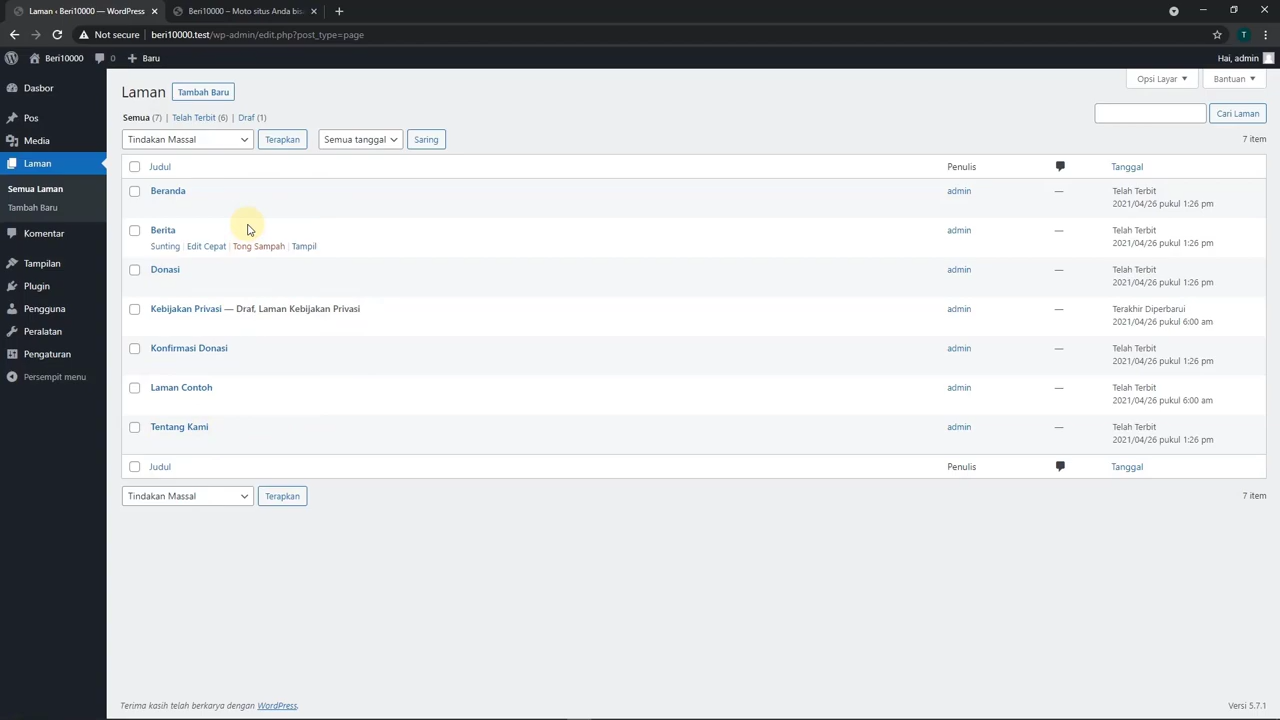 Laman ‹ Beri10000 — WordPress
Beri10000 – Moto situs Anda bis
Not secure | beri10000.test/wp-admin/edit.php?post_type=page
T
Beri10000 0 Baru Hai, admin
Dasbor
Pos
Media
Laman
Semua Laman
Tambah Baru
Komentar
Tampilan
Plugin
Pengguna
Peralatan
Pengaturan
Persempit menu
Opsi Layar Bantuan
Laman Tambah Baru
Semua (7) | Telah Terbit (6) | Draf (1)
Cari Laman
Tindakan Massal Terapkan Semua tanggal Saring 7 item
Judul Penulis Tanggal
Beranda admin — Telah Terbit
2021/04/26 pukul 1:26 pm
Berita admin — Telah Terbit
Sunting | Edit Cepat | Tong Sampah | Tampil 2021/04/26 pukul 1:26 pm
Donasi admin — Telah Terbit
2021/04/26 pukul 1:26 pm
Kebijakan Privasi — Draf, Laman Kebijakan Privasi admin — Terakhir Diperbarui
2021/04/26 pukul 6:00 am
Konfirmasi Donasi admin — Telah Terbit
2021/04/26 pukul 1:26 pm
Laman Contoh admin — Telah Terbit
2021/04/26 pukul 6:00 am
Tentang Kami admin — Telah Terbit
2021/04/26 pukul 1:26 pm
Judul Penulis Tanggal
Tindakan Massal Terapkan 7 item
Terima kasih telah berkarya dengan WordPress. Versi 5.7.1